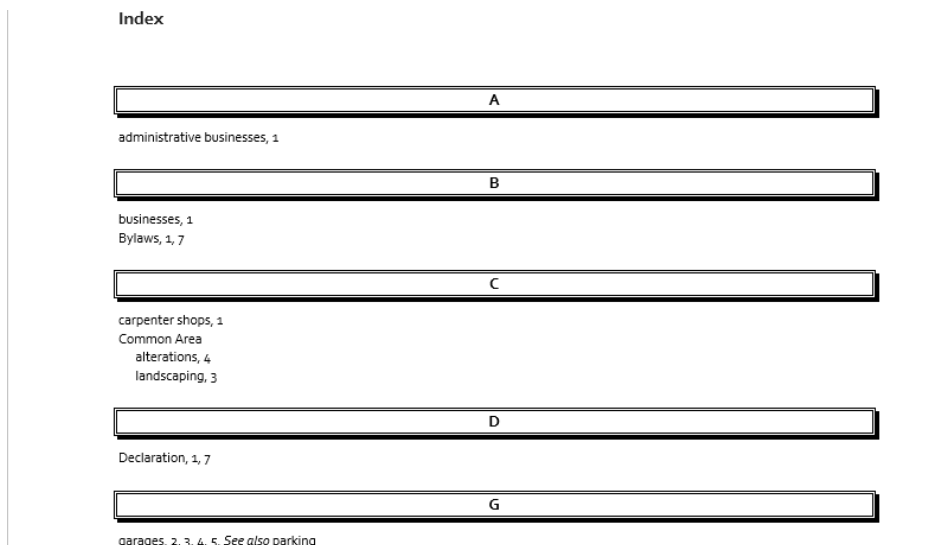 Index
A
administrative businesses, 1
B
businesses, 1
Bylaws, 1, 7
C
carpenter shops, 1
Common Area
alterations, 4
landscaping, 3
D
Declaration, 1, 7
G
garages, 2, 3, 4, 5, See also parking